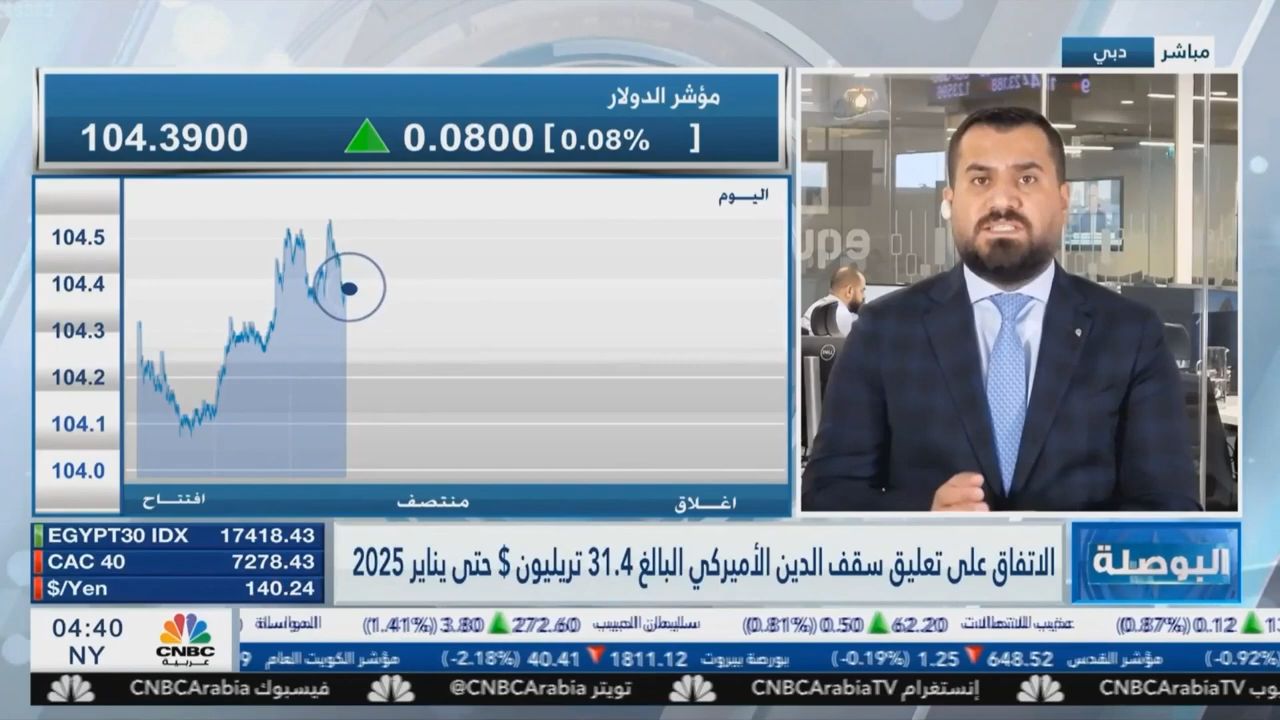 مباشر دبي
مؤشر الدولار
104.3900 ▲ 0.0800 [ 0.08% ]
اليوم
104.5
104.4
104.3
104.2
104.1
104.0
افتتاح منتصف اغلاق
EGYPT30 IDX 17418.43
CAC 40 7278.43
$/Yen 140.24
الاتفاق على تعليق سقف الدين الأميركي البالغ 31.4 تريليون $ حتى يناير 2025
البوصلة
04:40
NY
CNBC
عربية
(0.87%) 0.12 ▲
62.20 ▲ 0.50 (0.81%)
سليمان الحبيب 272.60 ▲ 3.80 (1.41%)
المواساة
(-0.92%)
مؤشر القدس 648.52 ▼ 1.25 (-0.19%)
بورصة بيروت 1811.12 ▼ 40.41 (-2.18%)
مؤشر الكويت العام
CNBCArabiaTV
إنستغرام CNBCArabiaTV
تويتر @CNBCArabia
فيسبوك CNBCArabia
DELL